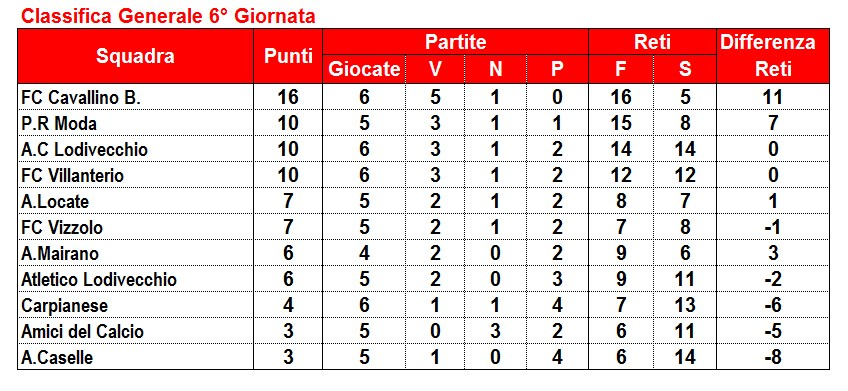 Classifica Generale 6° Giornata
Squadra Punti Partite Reti Differenza Reti
Giocate V N P F S
FC Cavallino B. 16 6 5 1 0 16 5 11
P.R Moda 10 5 3 1 1 15 8 7
A.C Lodivecchio 10 6 3 1 2 14 14 0
FC Villanterio 10 6 3 1 2 12 12 0
A.Locate 7 5 2 1 2 8 7 1
FC Vizzolo 7 5 2 1 2 7 8 -1
A.Mairano 6 4 2 0 2 9 6 3
Atletico Lodivecchio 6 5 2 0 3 9 11 -2
Carpianese 4 6 1 1 4 7 13 -6
Amici del Calcio 3 5 0 3 2 6 11 -5
A.Caselle 3 5 1 0 4 6 14 -8